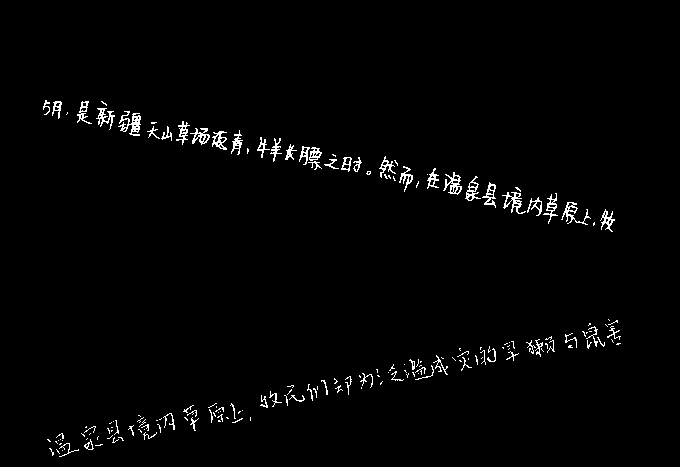 5月,是新疆天山草场返青、牛羊长膘之时。然而,在温泉县境内草原上,牧
温泉县境内草原上,牧民们却为泛滥成灾的旱獭与鼠害